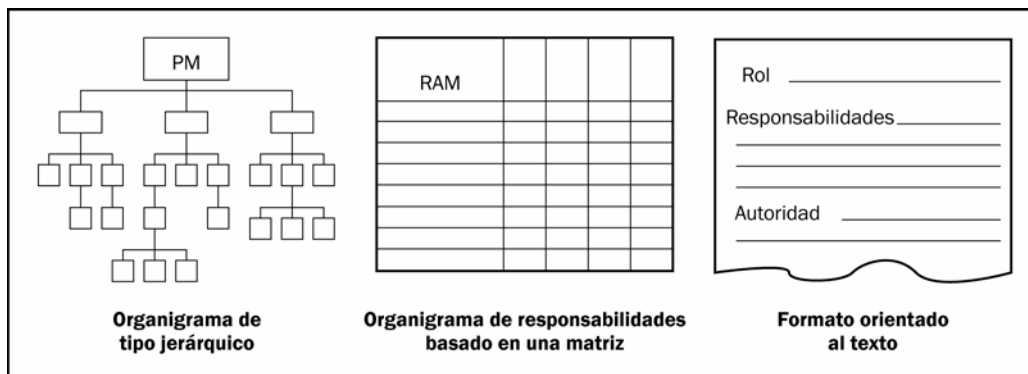 PM
RAM
Rol
Responsabilidades
Autoridad
Organigrama de
tipo jerárquico
Organigrama de responsabilidades
basado en una matriz
Formato orientado
al texto